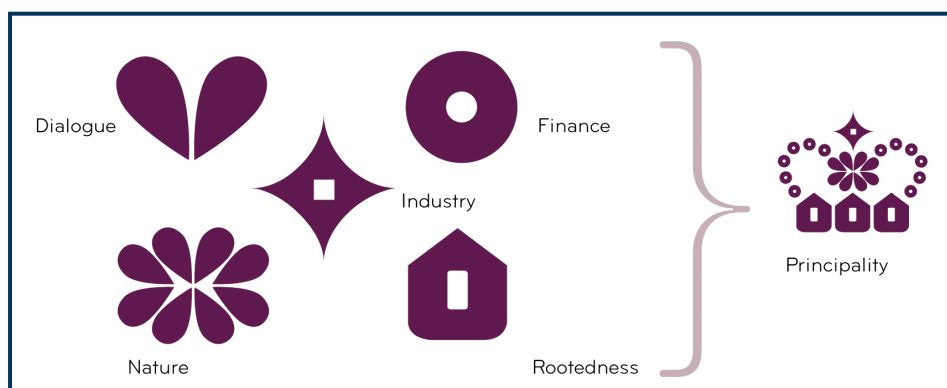 Dialogue
Finance
Industry
Principality
Nature
Rootedness